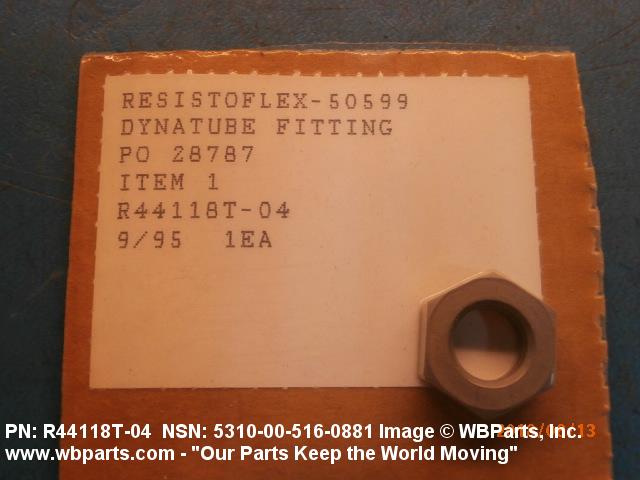 RESISTOFLEX-50599
DYNATUBE FITTING
PO 28787
ITEM 1
R44118T-04
9/95 1EA
PN: R44118T-04 NSN: 5310-00-516-0881 Image © WBParts, Inc.
www.wbparts.com - "Our Parts Keep the World Moving"